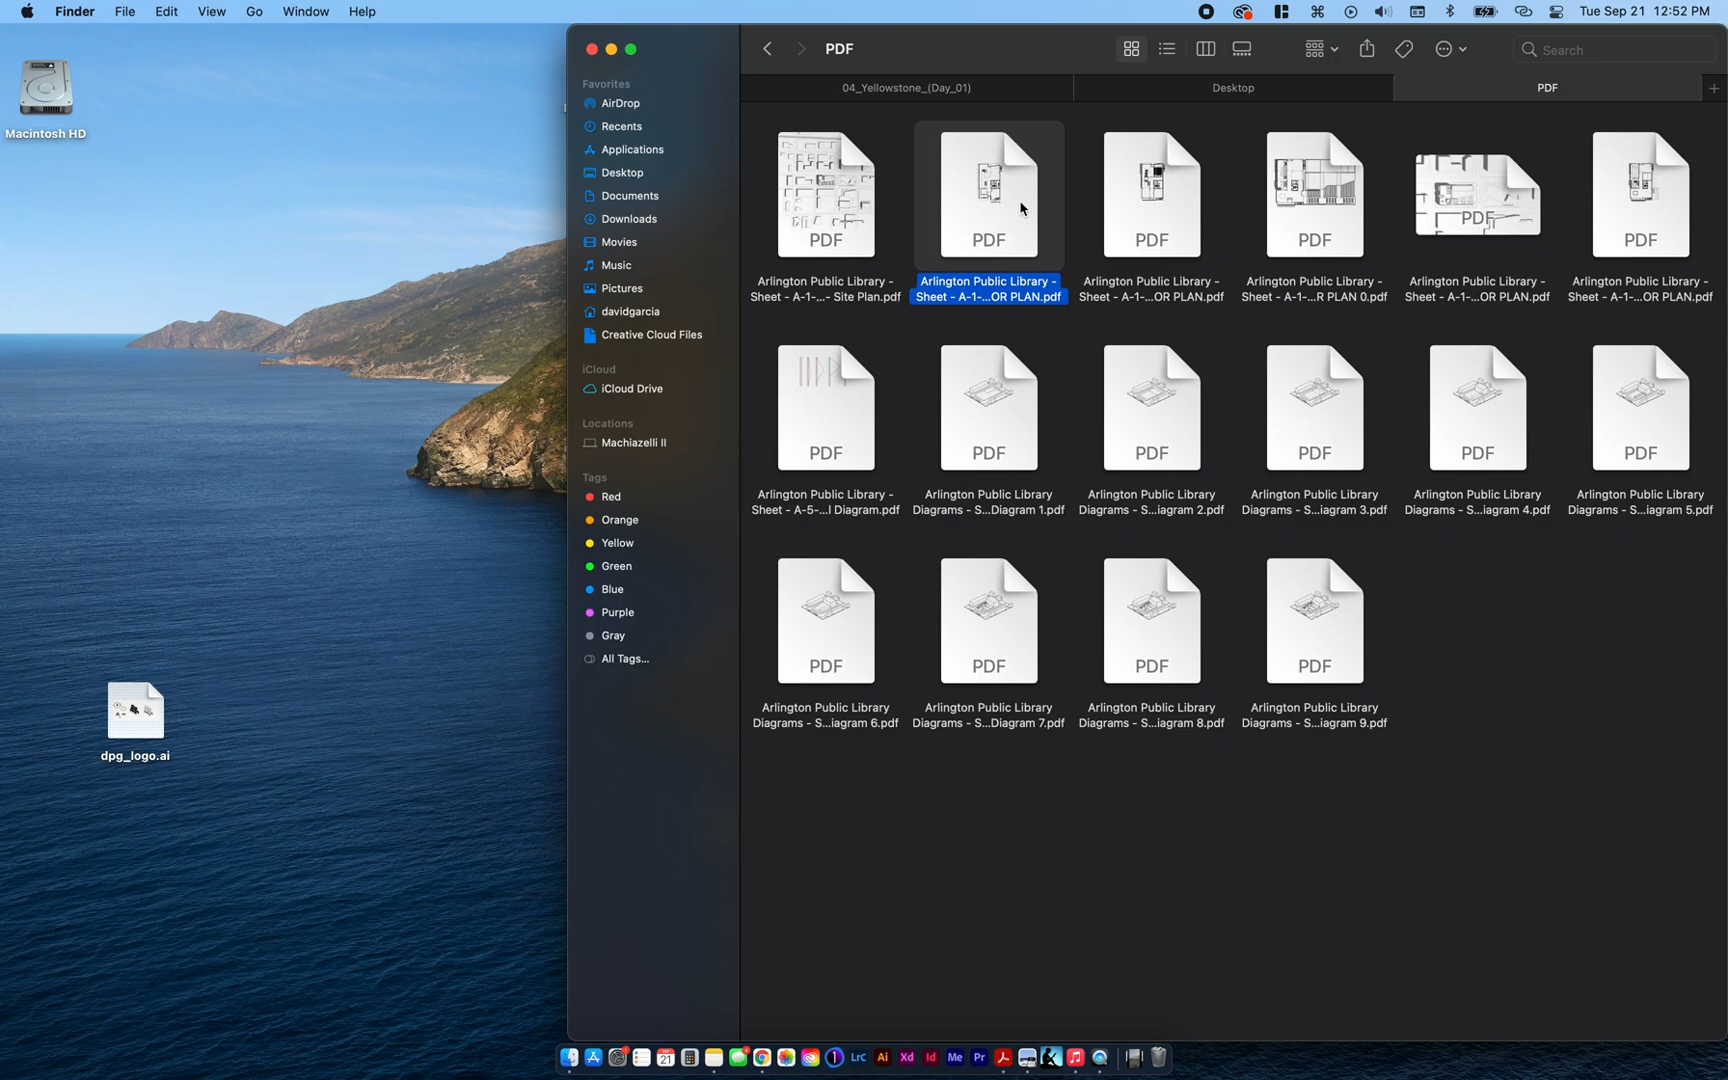 Finder File Edit View Go Window Help
Tue Sep 21 12:52 PM
Macintosh HD
dpg_logo.ai
PDF
Search
04_Yellowstone_(Day_01)
Desktop
PDF
Favorites
AirDrop
Recents
Applications
Desktop
Documents
Downloads
Movies
Music
Pictures
davidgarcia
Creative Cloud Files
iCloud
iCloud Drive
Locations
Machiazelli II
Tags
Red
Orange
Yellow
Green
Blue
Purple
Gray
All Tags...
PDF PDF PDF PDF PDF PDF
Arlington Public Library - Arlington Public Library - Arlington Public Library - Arlington Public Library - Arlington Public Library - Arlington Public Library -
Sheet - A-1-...- Site Plan.pdf Sheet - A-1-...OR PLAN.pdf Sheet - A-1-...OR PLAN.pdf Sheet - A-1-...R PLAN 0.pdf Sheet - A-1-...OR PLAN.pdf Sheet - A-1-...OR PLAN.pdf
PDF PDF PDF PDF PDF PDF
Arlington Public Library - Arlington Public Library Arlington Public Library Arlington Public Library Arlington Public Library Arlington Public Library
Sheet - A-5-...l Diagram.pdf Diagrams - S...Diagram 1.pdf Diagrams - S...iagram 2.pdf Diagrams - S...iagram 3.pdf Diagrams - S...iagram 4.pdf Diagrams - S...iagram 5.pdf
PDF PDF PDF PDF
Arlington Public Library Arlington Public Library Arlington Public Library Arlington Public Library
Diagrams - S...iagram 6.pdf Diagrams - S...Diagram 7.pdf Diagrams - S...iagram 8.pdf Diagrams - S...iagram 9.pdf
21 LrC Ai Xd Id Me Pr